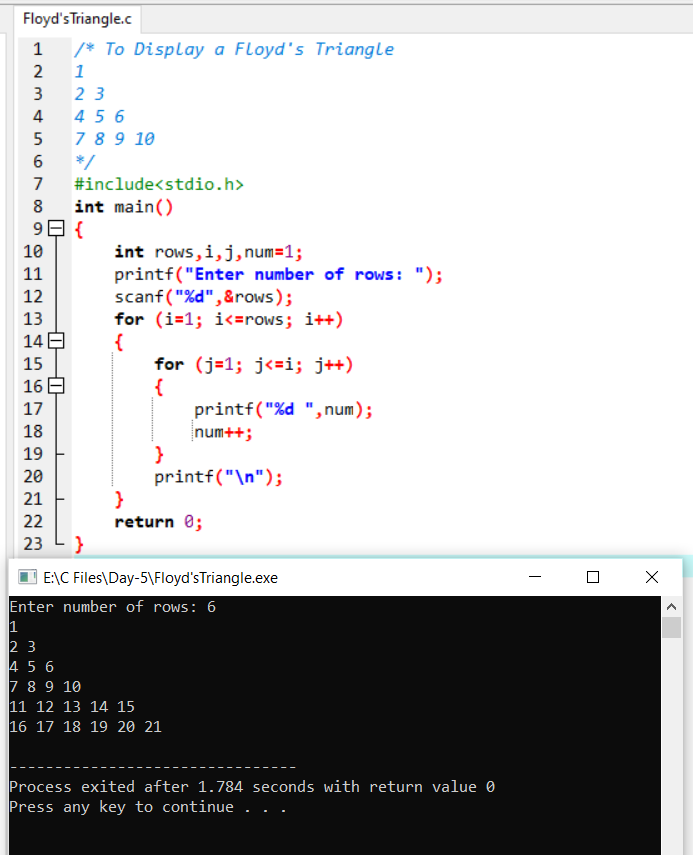 Floyd'sTriangle.c
1 /* To Display a Floyd's Triangle
2 1
3 2 3
4 4 5 6
5 7 8 9 10
6 */
7 #include<stdio.h>
8 int main()
9 {
10 int rows,i,j,num=1;
11 printf("Enter number of rows: ");
12 scanf("%d",&rows);
13 for (i=1; i<=rows; i++)
14 {
15 for (j=1; j<=i; j++)
16 {
17 printf("%d ",num);
18 num++;
19 }
20 printf("\n");
21 }
22 return 0;
23 }
E:\C Files\Day-5\Floyd'sTriangle.exe
Enter number of rows: 6
1
2 3
4 5 6
7 8 9 10
11 12 13 14 15
16 17 18 19 20 21
--------------------------------
Process exited after 1.784 seconds with return value 0
Press any key to continue . . .